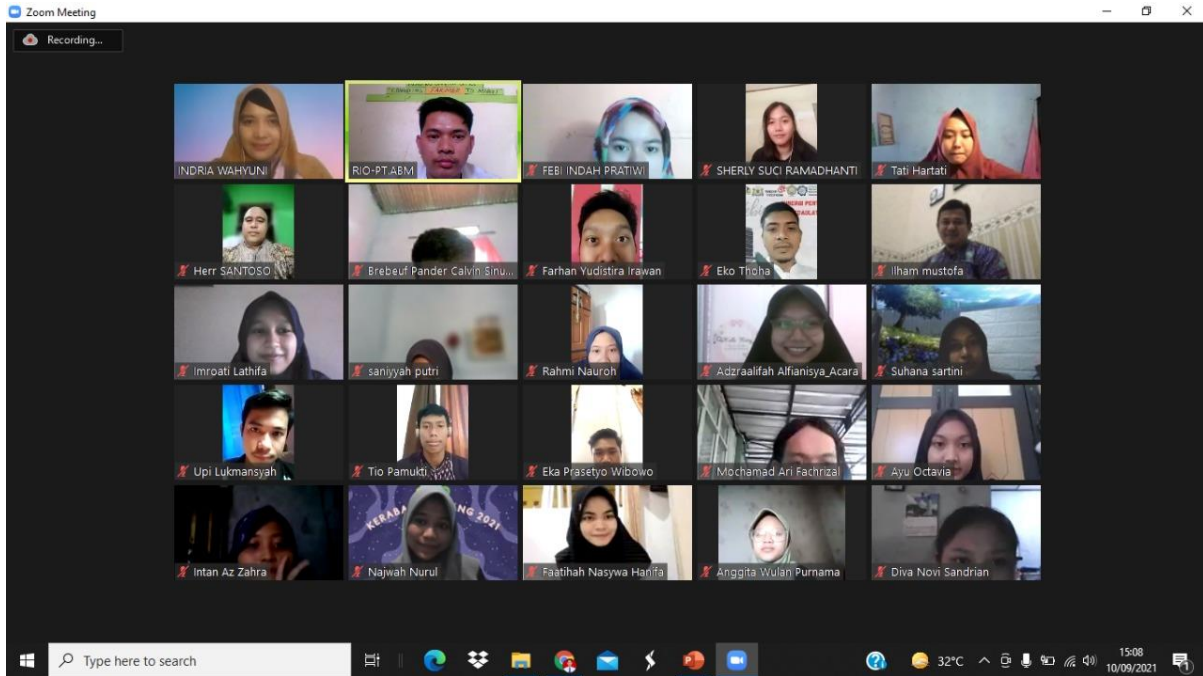 Zoom Meeting
Recording...
INDRIA WAHYUNI
RIO-PT.ABM
FEBI INDAH PRATIWI
SHERLY SUCI RAMADHANTI
Tati Hartati
Herr SANTOSO
Brebeuf Pander Calvin Sinu...
Farhan Yudistira Irawan
Eko Thoha
Ilham mustofa
Imroati Lathifa
saniyyah putri
Rahmi Nauroh
Adzraalifah Alfianisya_Acara
Suhana sartini
Upi Lukmansyah
Tio Pamukti
Eka Prasetyo Wibowo
Mochamad Ari Fachrizal
Ayu Octavia
KERABA NG 2021
Intan Az Zahra
Najwah Nurul
Faatihah Nasywa Hanifa
Anggita Wulan Purnama
Diva Novi Sandrian
Type here to search
32°C
15:08
10/09/2021